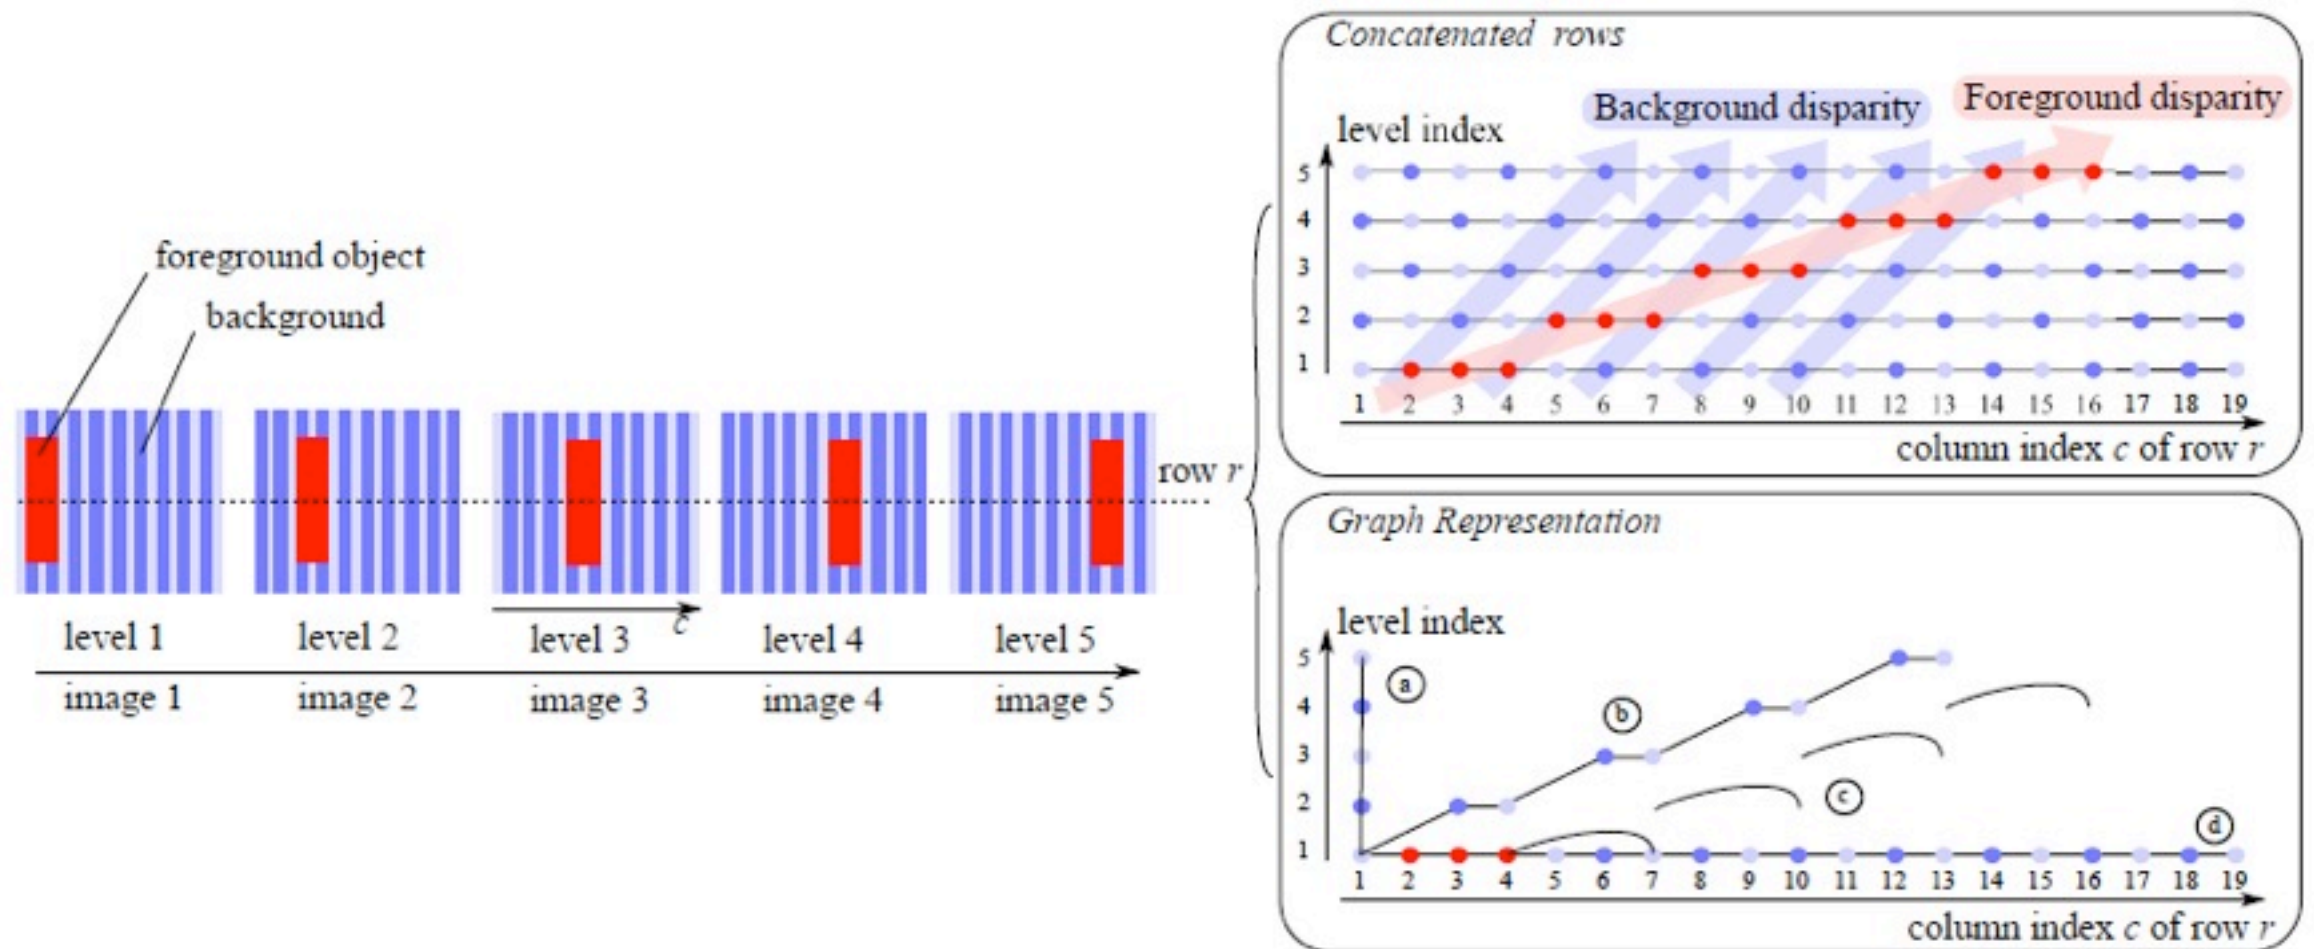 foreground object
background
level 1
level 2
level 3
level 4
level 5
c
image 1
image 2
image 3
image 4
image 5
row r
Concatenated rows
Background disparity
Foreground disparity
level index
5
4
3
2
1
1 2 3 4 5 6 7 8 9 10 11 12 13 14 15 16 17 18 19
column index c of row r
Graph Representation
level index
5
4
3
2
1
a
b
c
d
1 2 3 4 5 6 7 8 9 10 11 12 13 14 15 16 17 18 19
column index c of row r